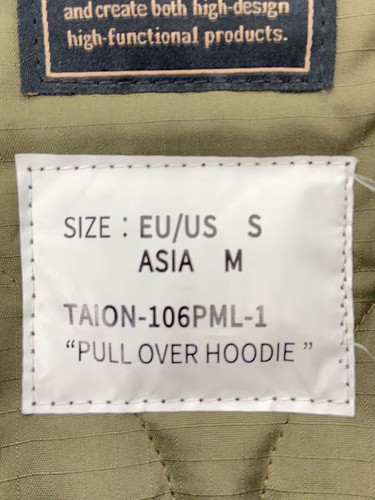 and create both high-design
high-functional products.
SIZE : EU/US S
ASIA M
TAION-106PML-1
“PULL OVER HOODIE ”